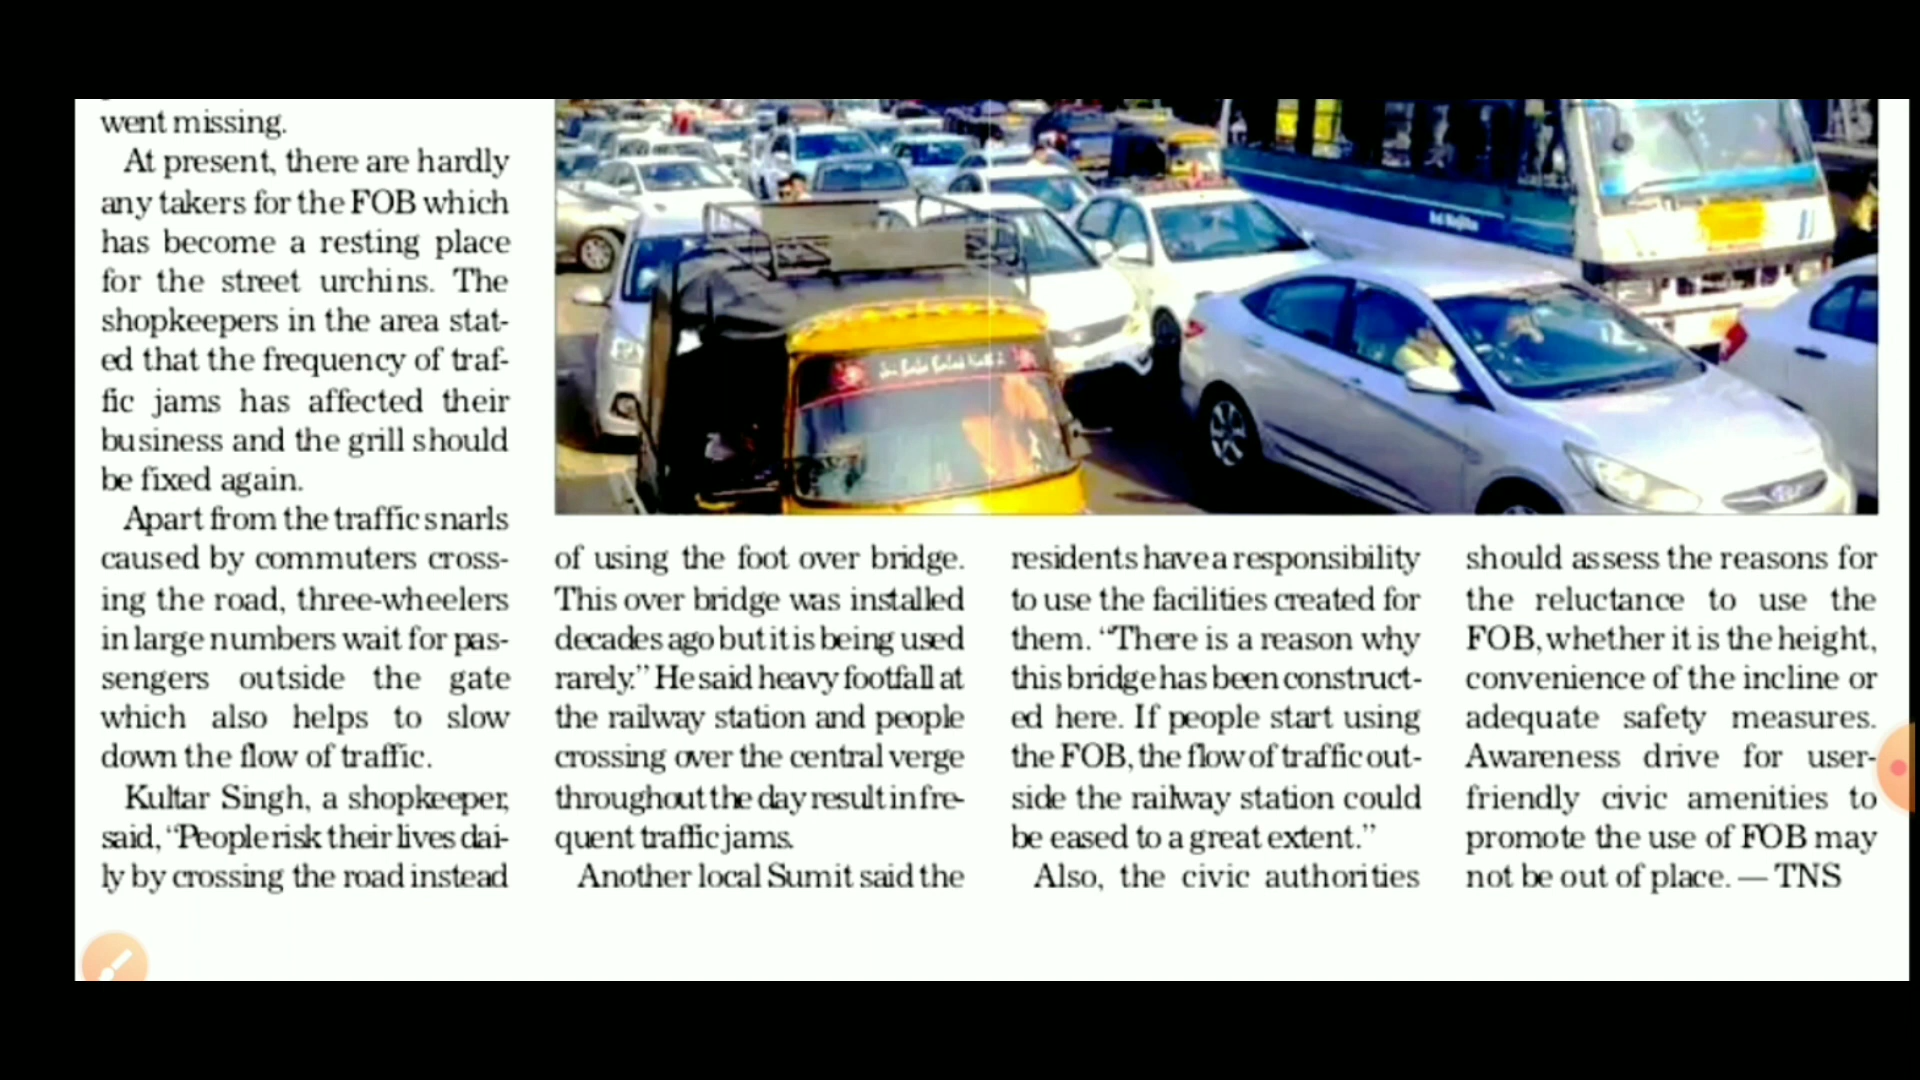 went missing.
At present, there are hardly
any takers for the FOB which
has become a resting place
for the street urchins. The
shopkeepers in the area stat-
ed that the frequency of traf-
fic jams has affected their
business and the grill should
be fixed again.
Apart from the traffic snarls
caused by commuters cross-
ing the road, three-wheelers
in large numbers wait for pas-
sengers outside the gate
which also helps to slow
down the flow of traffic.
Kultar Singh, a shopkeeper,
said, “People risk their lives dai-
ly by crossing the road instead
of using the foot over bridge.
This over bridge was installed
decades ago but it is being used
rarely.” He said heavy footfall at
the railway station and people
crossing over the central verge
throughout the day result in fre-
quent traffic jams.
Another local Sumit said the
residents have a responsibility
to use the facilities created for
them. “There is a reason why
this bridge has been construct-
ed here. If people start using
the FOB, the flow of traffic out-
side the railway station could
be eased to a great extent.”
Also, the civic authorities
should assess the reasons for
the reluctance to use the
FOB, whether it is the height,
convenience of the incline or
adequate safety measures.
Awareness drive for user-
friendly civic amenities to
promote the use of FOB may
not be out of place. — TNS